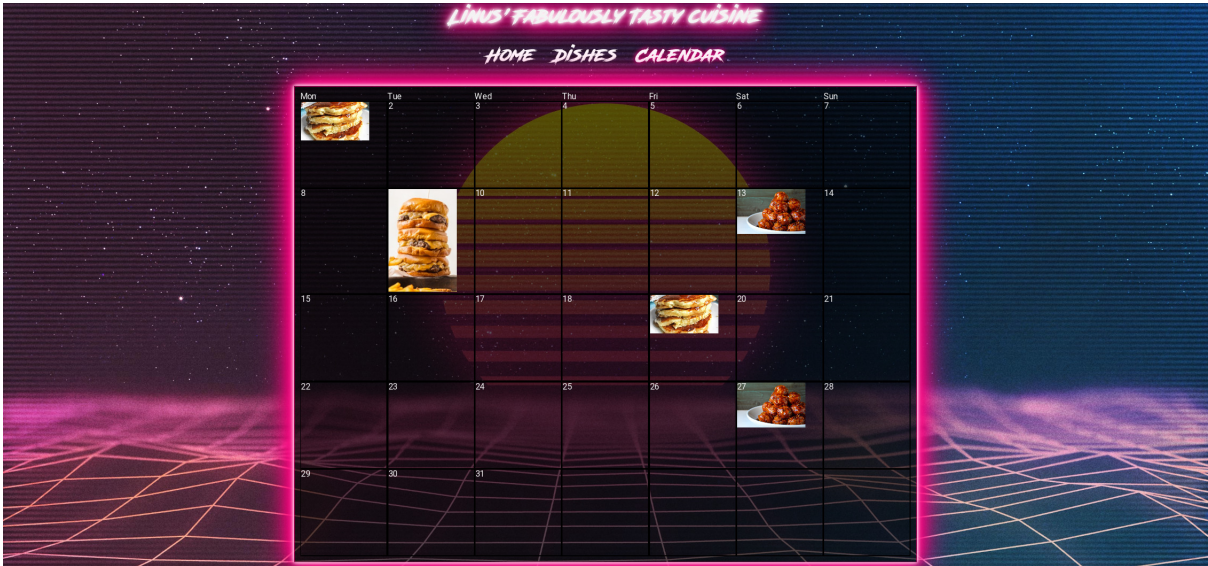 Linus' Fabulously Tasty Cuisine
Home Dishes Calendar
Mon Tue Wed Thu Fri Sat Sun
2 3 4 5 6 7
8 10 11 12 13 14
15 16 17 18 20 21
22 23 24 25 26 27 28
29 30 31